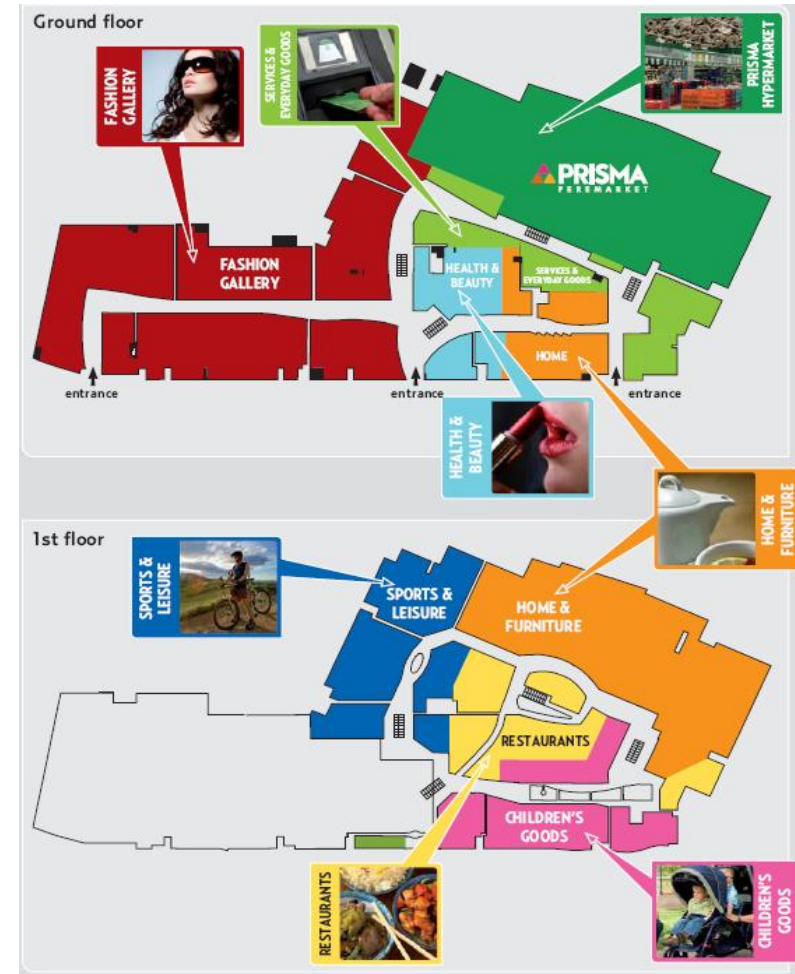 Ground floor
FASHION
GALLERY
SERVICES &
EVERYDAY GOODS
PRISMA
HYPERMARKET
PRISMA
PEREMARKET
FASHION
GALLERY
HEALTH &
BEAUTY
SERVICES &
EVERYDAY GOODS
HOME
entrance
entrance
entrance
HEALTH &
BEAUTY
HOME &
FURNITURE
1st floor
SPORTS &
LEISURE
SPORTS &
LEISURE
HOME &
FURNITURE
RESTAURANTS
CHILDREN'S
GOODS
RESTAURANTS
CHILDREN'S
GOODS